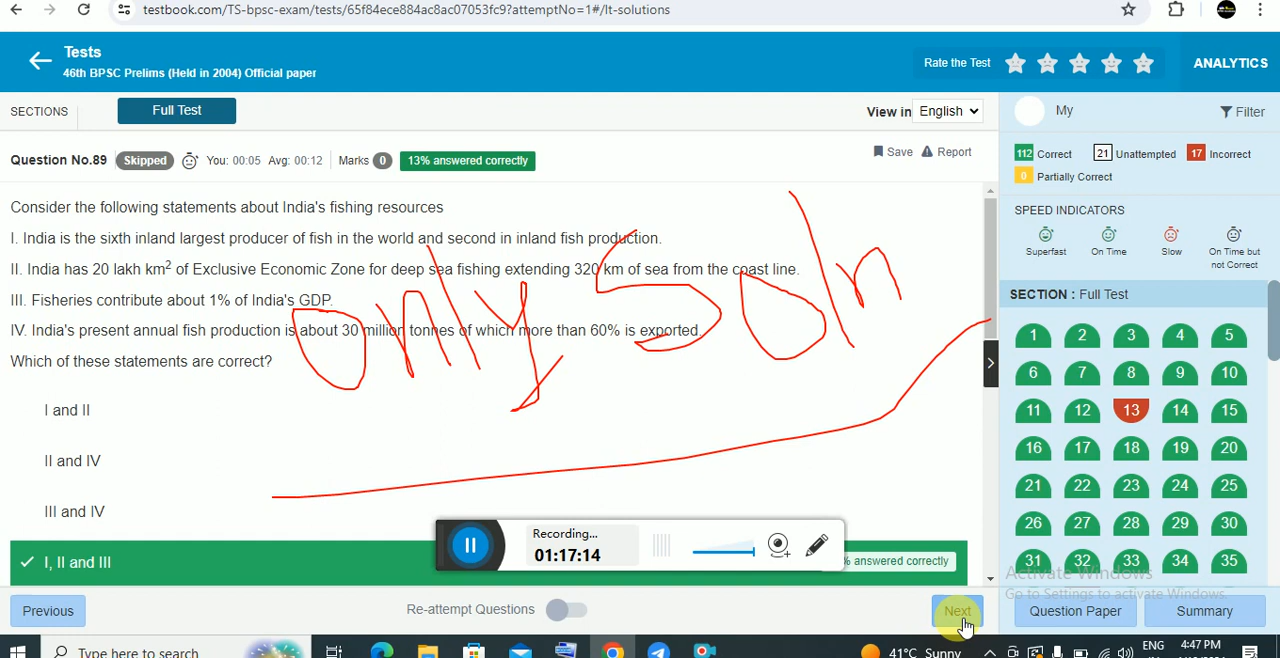 testbook.com/TS-bpsc-exam/tests/65f84ece884ac8ac07053fc9?attemptNo=1#/lt-solutions
Tests
46th BPSC Prelims (Held in 2004) Official paper
Rate the Test
ANALYTICS
SECTIONS
Full Test
View in English
My
Filter
Question No.89 Skipped You: 00:05 Avg: 00:12 Marks 0 13% answered correctly
Save Report
112 Correct 21 Unattempted 17 Incorrect
0 Partially Correct
Consider the following statements about India's fishing resources
I. India is the sixth inland largest producer of fish in the world and second in inland fish production.
II. India has 20 lakh km2 of Exclusive Economic Zone for deep sea fishing extending 320 km of sea from the coast line.
III. Fisheries contribute about 1% of India's GDP.
IV. India's present annual fish production is about 30 million tonnes of which more than 60% is exported
Which of these statements are correct?
only soln
I and II
II and IV
III and IV
I, II and III
% answered correctly
SPEED INDICATORS
Superfast On Time Slow On Time but not Correct
SECTION : Full Test
1 2 3 4 5
6 7 8 9 10
11 12 13 14 15
16 17 18 19 20
21 22 23 24 25
26 27 28 29 30
31 32 33 34 35
Recording...
01:17:14
Activate Windows
Go to Settings to activate Windows.
Previous
Re-attempt Questions
Next
Question Paper
Summary
Type here to search
41°C Sunny
ENG
4:47 PM